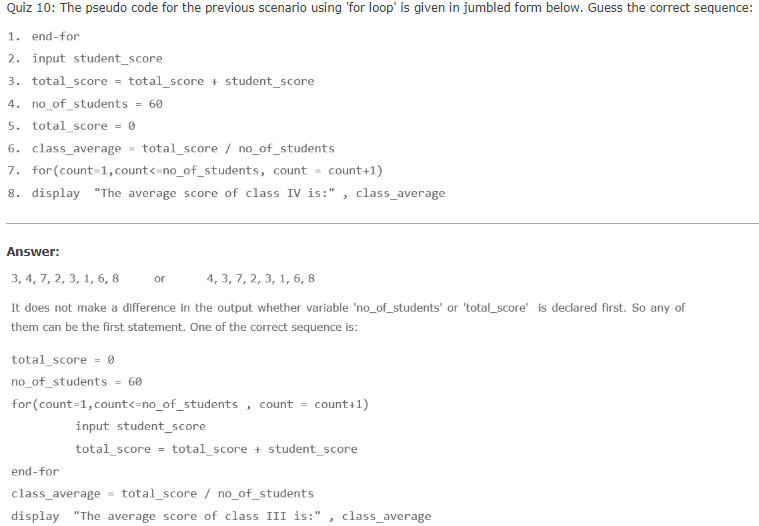 Quiz 10: The pseudo code for the previous scenario using 'for loop' is given in jumbled form below. Guess the correct sequence:
1. end-for
2. input student_score
3. total_score = total_score + student_score
4. no_of_students = 60
5. total_score = 0
6. class_average = total_score / no_of_students
7. for(count=1,count<=no_of_students, count = count+1)
8. display "The average score of class IV is:" , class_average
Answer:
3, 4, 7, 2, 3, 1, 6, 8 or 4, 3, 7, 2, 3, 1, 6, 8
It does not make a difference in the output whether variable 'no_of_students' or 'total_score' is declared first. So any of
them can be the first statement. One of the correct sequence is:
total_score = 0
no_of_students = 60
for(count=1,count<=no_of_students , count = count+1)
input student_score
total_score = total_score + student_score
end-for
class_average = total_score / no_of_students
display "The average score of class III is:" , class_average